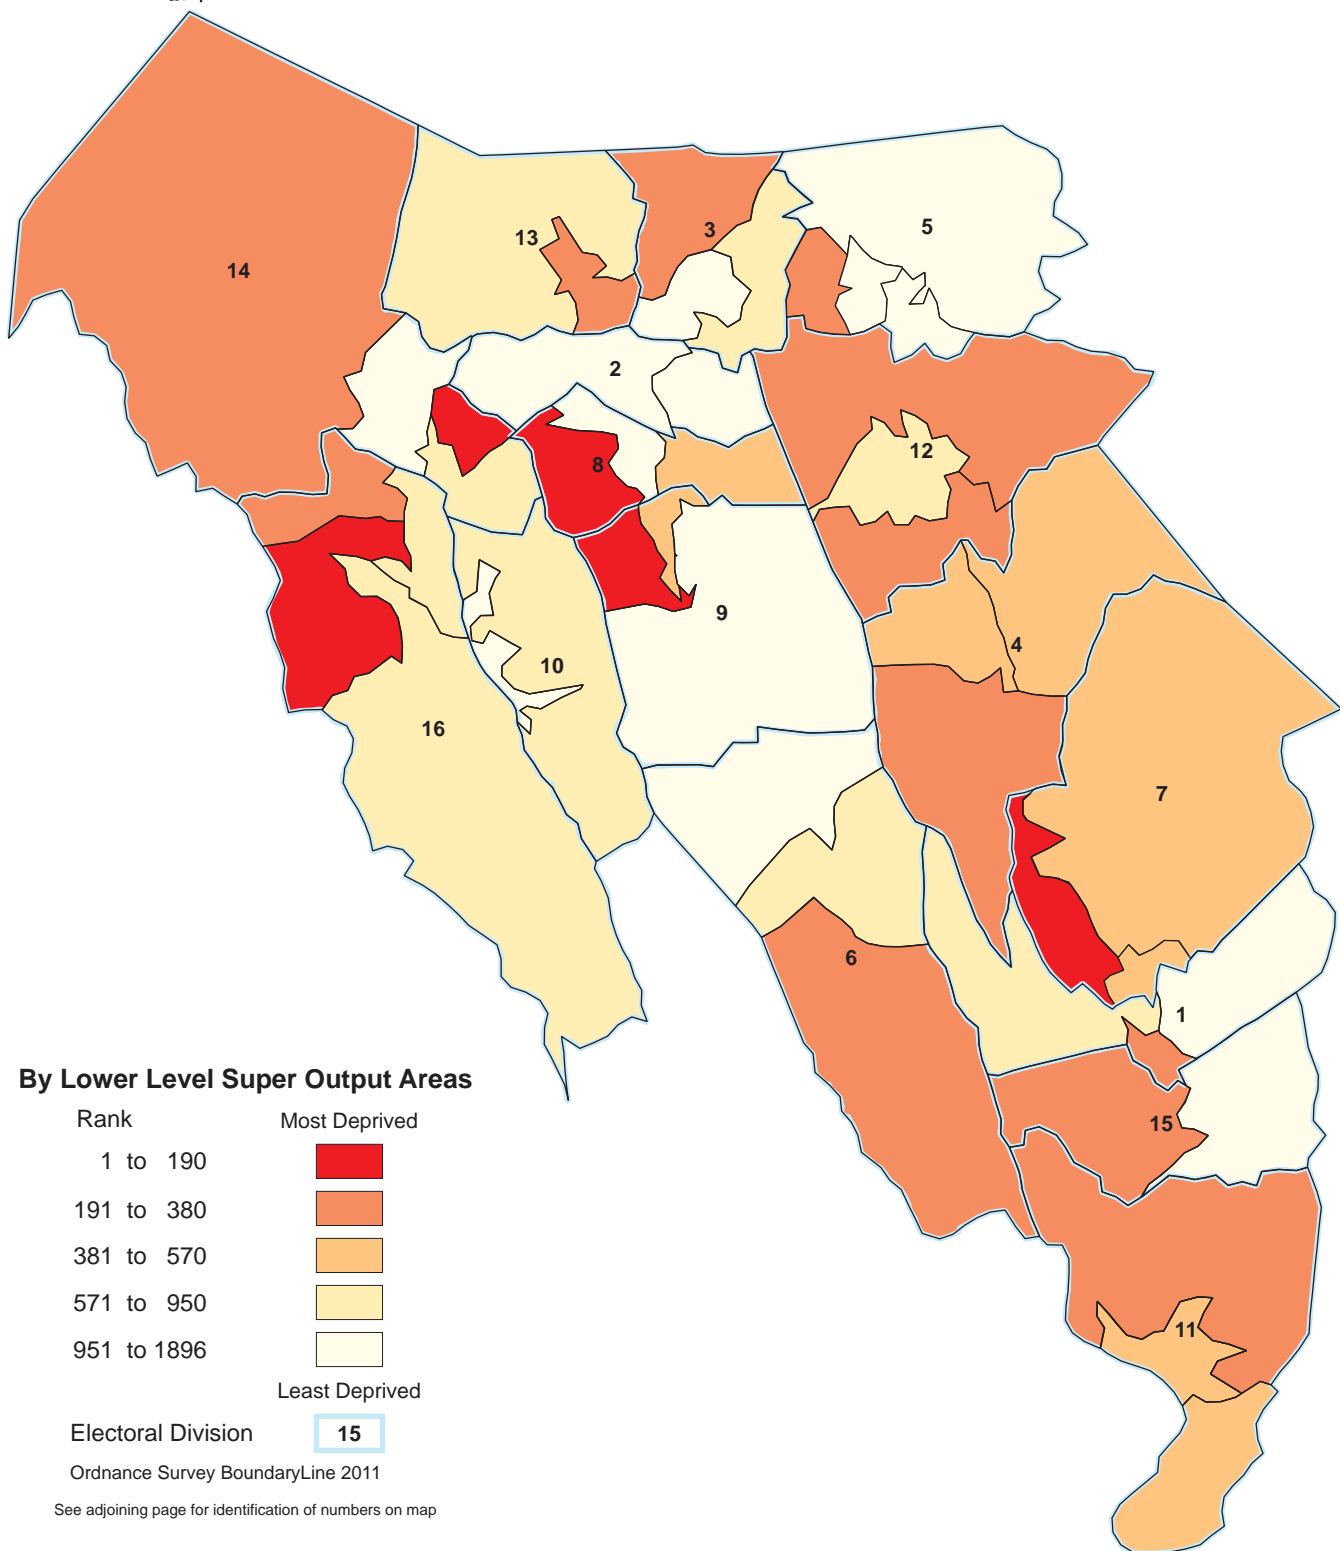 14
13
3
5
2
8
12
9
4
10
16
7
6
1
15
11
By Lower Level Super Output Areas
Rank Most Deprived
1 to 190
191 to 380
381 to 570
571 to 950
951 to 1896
Least Deprived
Electoral Division 15
Ordnance Survey BoundaryLine 2011
See adjoining page for identification of numbers on map